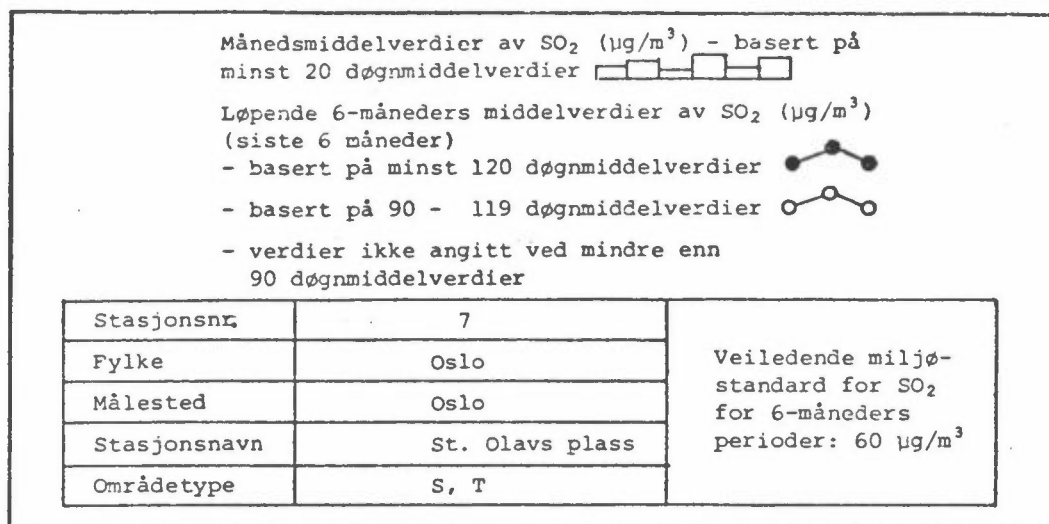 Månedsmiddelverdier av SO₂ (µg/m³) - basert på
minst 20 døgnmiddelverdier
Løpende 6-måneders middelverdier av SO₂ (µg/m³)
(siste 6 måneder)
- basert på minst 120 døgnmiddelverdier
- basert på 90 - 119 døgnmiddelverdier
- verdier ikke angitt ved mindre enn
90 døgnmiddelverdier
Stasjonsnr. 7
Fylke Oslo
Målested Oslo
Stasjonsnavn St. Olavs plass
Områdetype S, T
Veiledende miljø-
standard for SO₂
for 6-måneders
perioder: 60 µg/m³